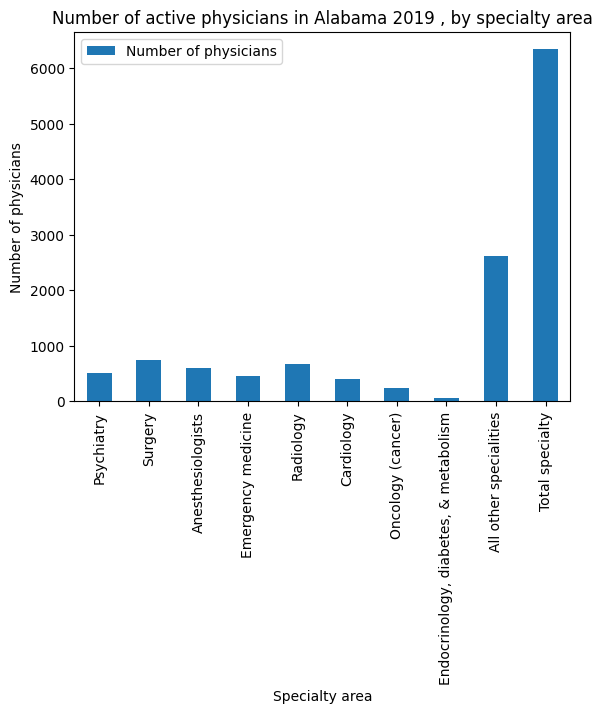 Number of active physicians in Alabama 2019 , by specialty area
Number of physicians
Number of physicians
6000
5000
4000
3000
2000
1000
0
Psychiatry
Surgery
Anesthesiologists
Emergency medicine
Radiology
Cardiology
Oncology (cancer)
Endocrinology, diabetes, & metabolism
All other specialities
Total specialty
Specialty area